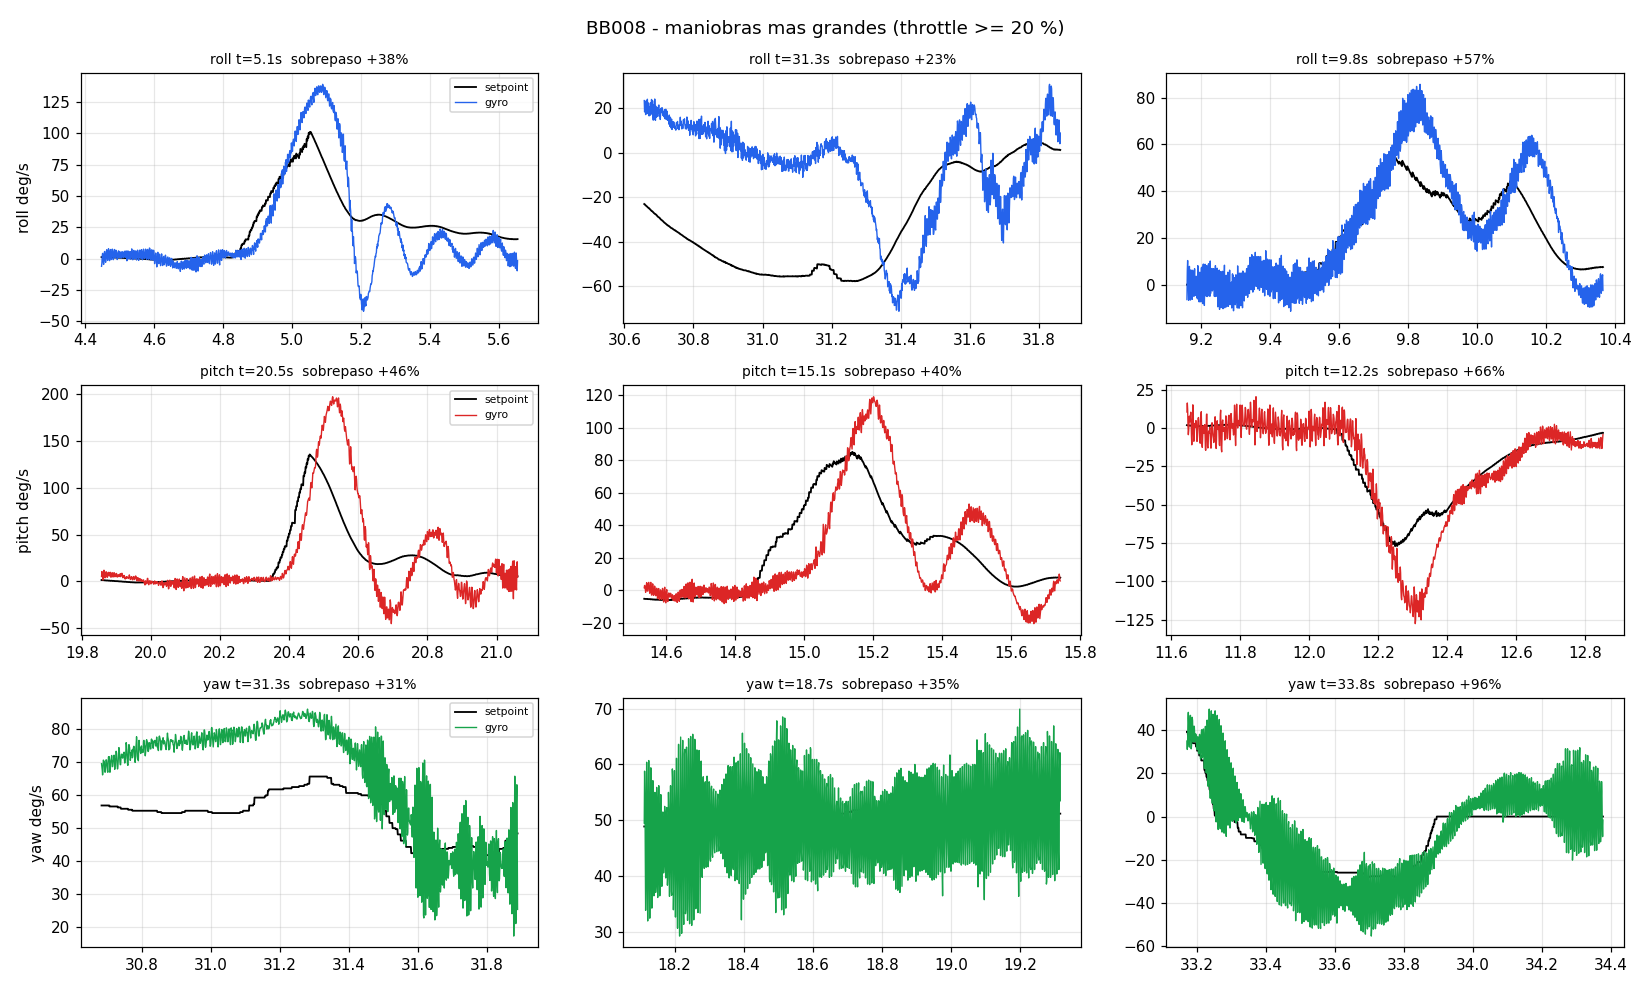 BB008 - maniobras mas grandes (throttle >= 20 %)
roll t=5.1s  sobrepaso +38%
roll t=31.3s  sobrepaso +23%
roll t=9.8s  sobrepaso +57%
setpoint
gyro
roll deg/s
125
100
75
50
25
0
−25
−50
4.4 4.6 4.8 5.0 5.2 5.4 5.6
20
0
−20
−40
−60
30.6 30.8 31.0 31.2 31.4 31.6 31.8
80
60
40
20
0
9.2 9.4 9.6 9.8 10.0 10.2 10.4
pitch t=20.5s  sobrepaso +46%
pitch t=15.1s  sobrepaso +40%
pitch t=12.2s  sobrepaso +66%
setpoint
gyro
pitch deg/s
200
150
100
50
0
−50
19.8 20.0 20.2 20.4 20.6 20.8 21.0
120
100
80
60
40
20
0
−20
14.6 14.8 15.0 15.2 15.4 15.6 15.8
25
0
−25
−50
−75
−100
−125
11.6 11.8 12.0 12.2 12.4 12.6 12.8
yaw t=31.3s  sobrepaso +31%
yaw t=18.7s  sobrepaso +35%
yaw t=33.8s  sobrepaso +96%
setpoint
gyro
yaw deg/s
80
70
60
50
40
30
20
30.8 31.0 31.2 31.4 31.6 31.8
70
60
50
40
30
18.2 18.4 18.6 18.8 19.0 19.2
40
20
0
−20
−40
−60
33.2 33.4 33.6 33.8 34.0 34.2 34.4